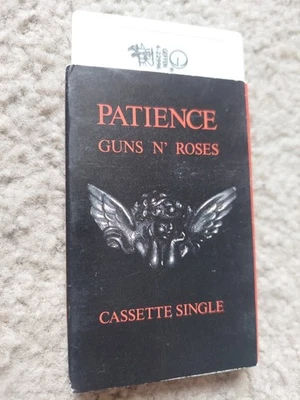 PATIENCE
GUNS N' ROSES
CASSETTE SINGLE